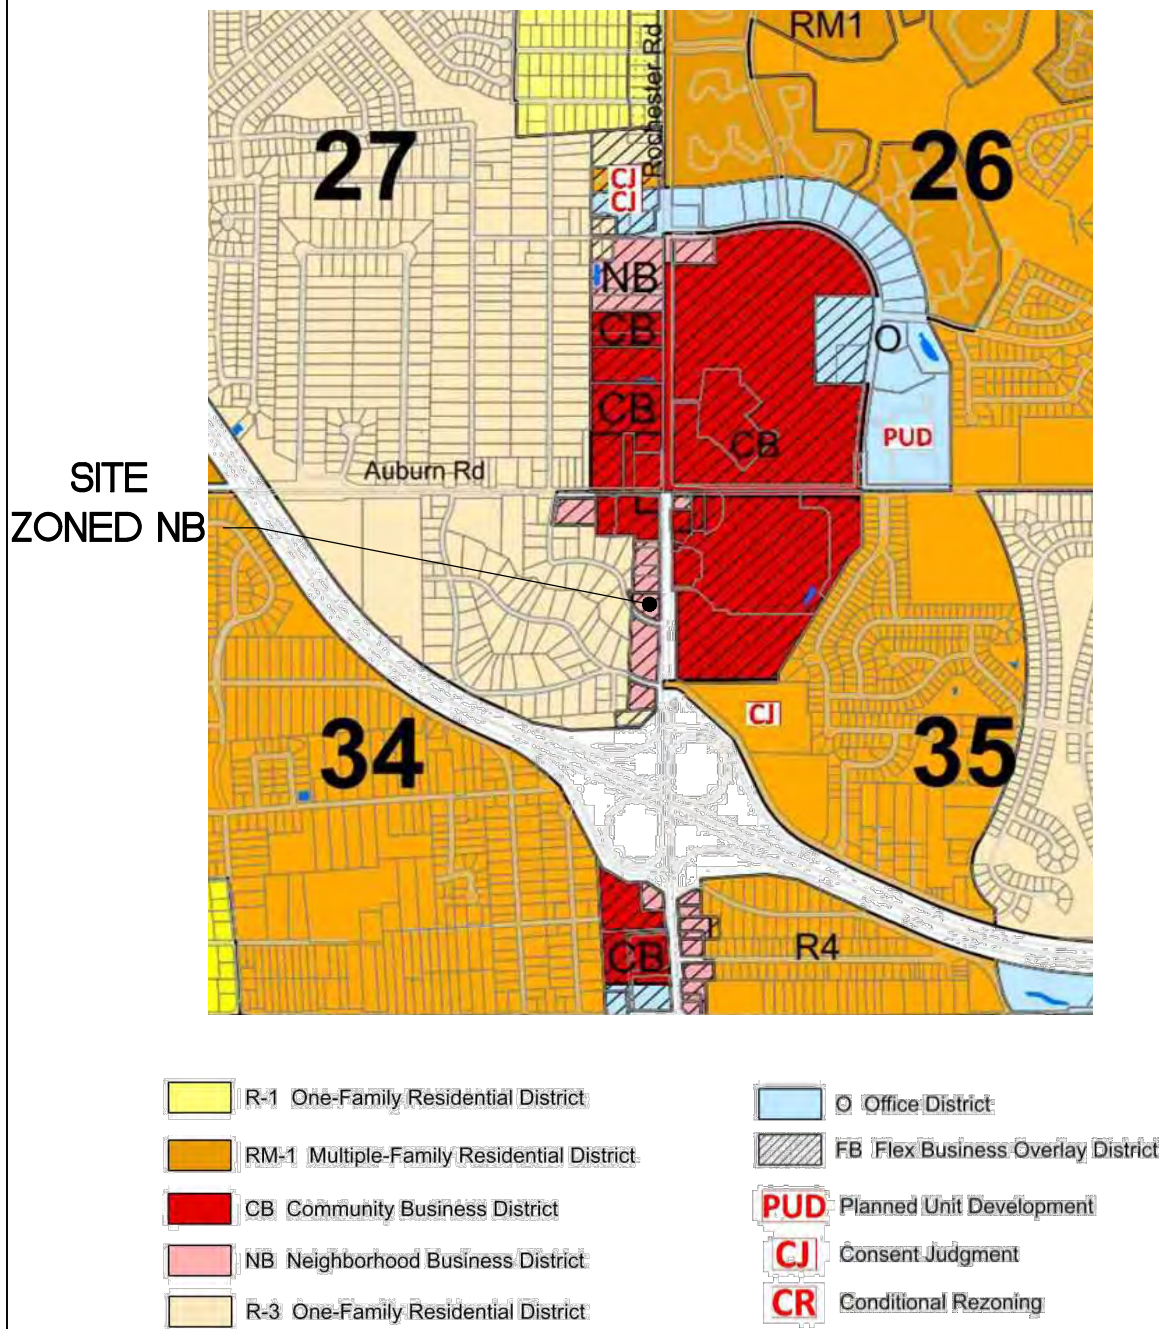 RM1
Rochester Rd
27
26
CJ
CJ
NB
CB
O
CB
CB
PUD
Auburn Rd
SITE
ZONED NB
CJ
34
35
CB
R4
R-1 One-Family Residential District
RM-1 Multiple-Family Residential District
CB Community Business District
NB Neighborhood Business District
R-3 One-Family Residential District
O Office District
FB Flex Business Overlay District
PUD Planned Unit Development
CJ Consent Judgment
CR Conditional Rezoning